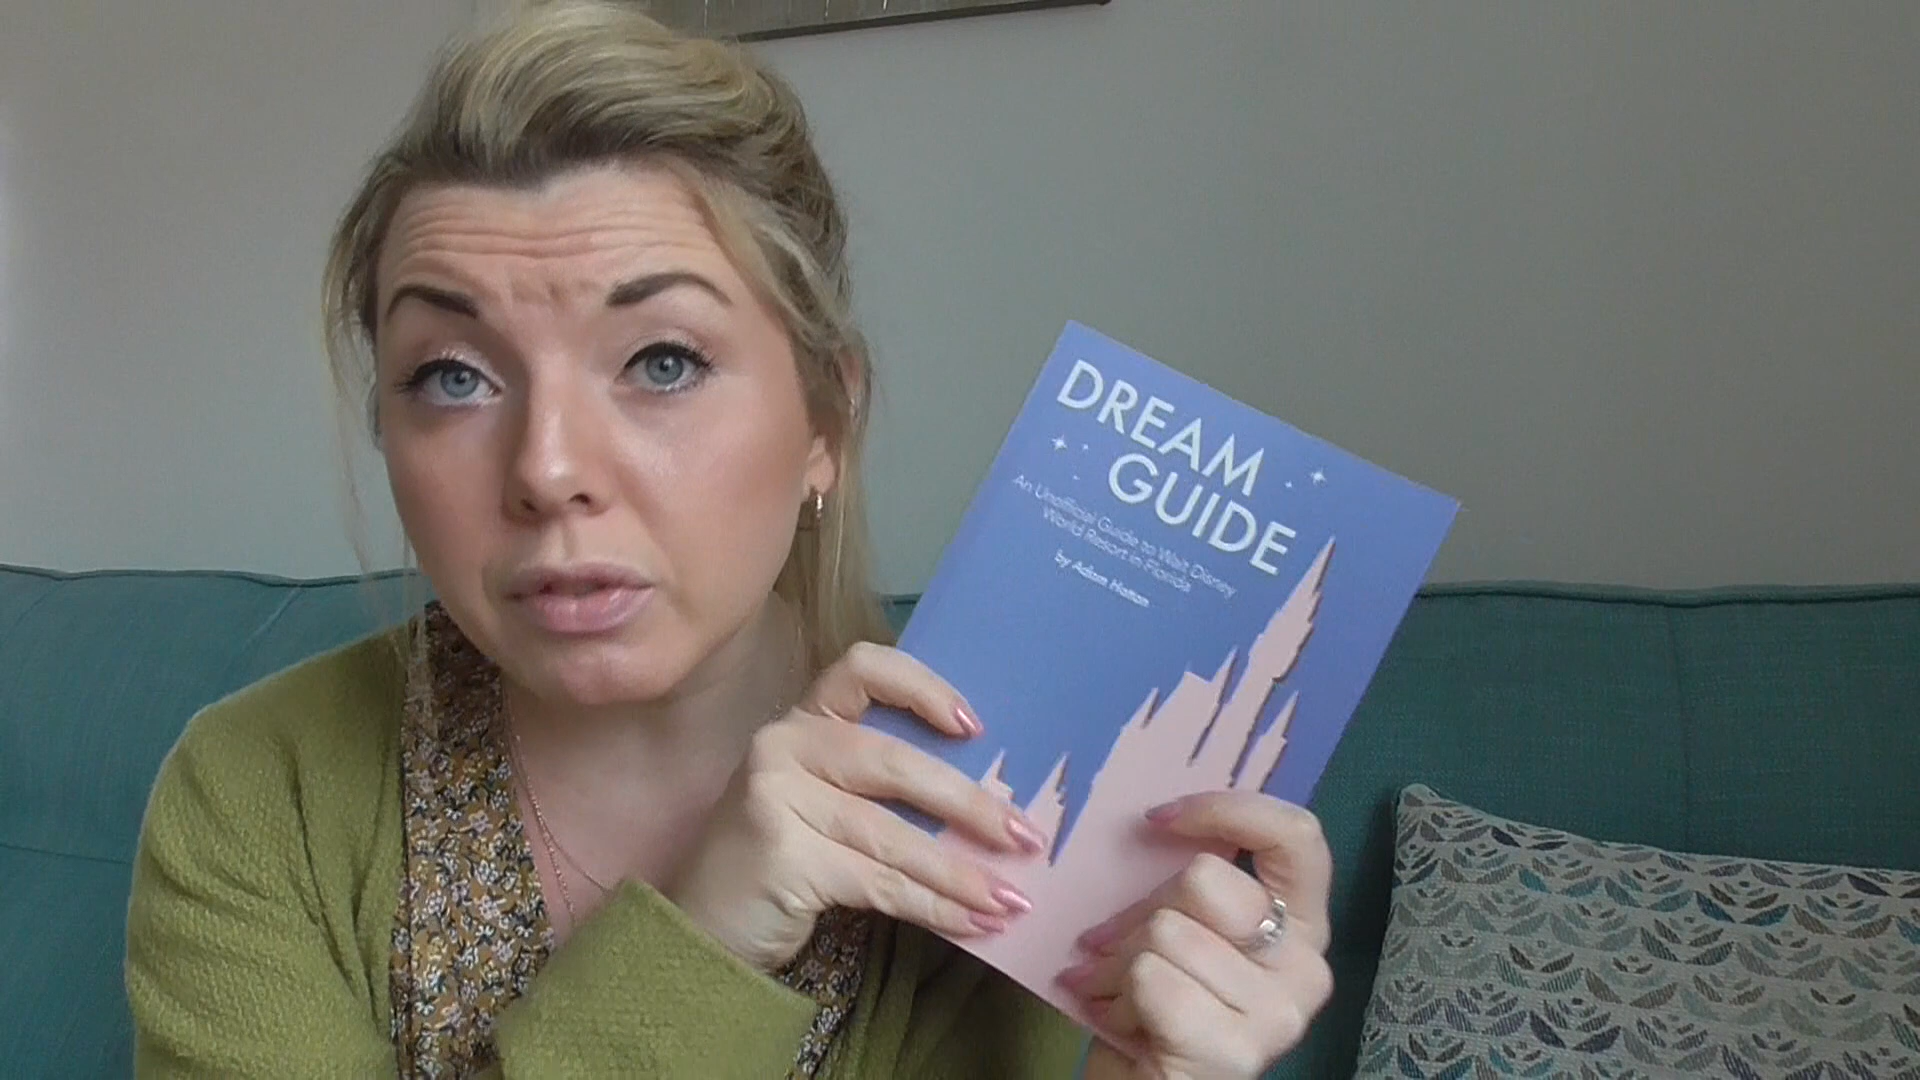 DREAM
GUIDE
An Unofficial Guide to Walt Disney
World Resort in Florida
by Adam Hattan